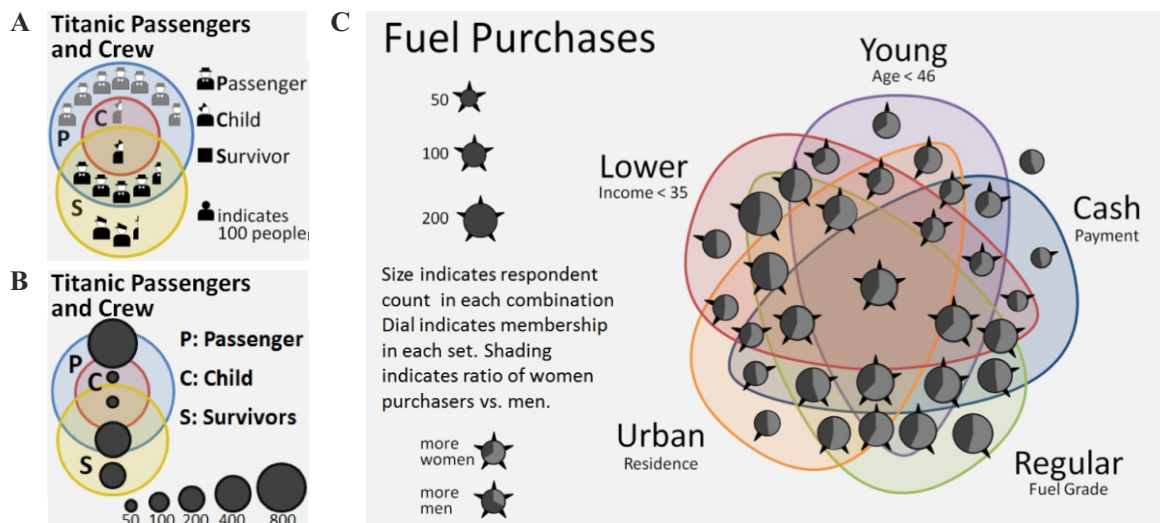 A
Titanic Passengers
and Crew
Passenger
Child
Survivor
indicates
100 people
P
C
S
B
Titanic Passengers
and Crew
P: Passenger
C: Child
S: Survivors
P
C
S
50 100 200 400 800
C
Fuel Purchases
50
100
200
Size indicates respondent
count in each combination
Dial indicates membership
in each set. Shading
indicates ratio of women
purchasers vs. men.
more
women
more
men
Young
Age < 46
Lower
Income < 35
Cash
Payment
Urban
Residence
Regular
Fuel Grade